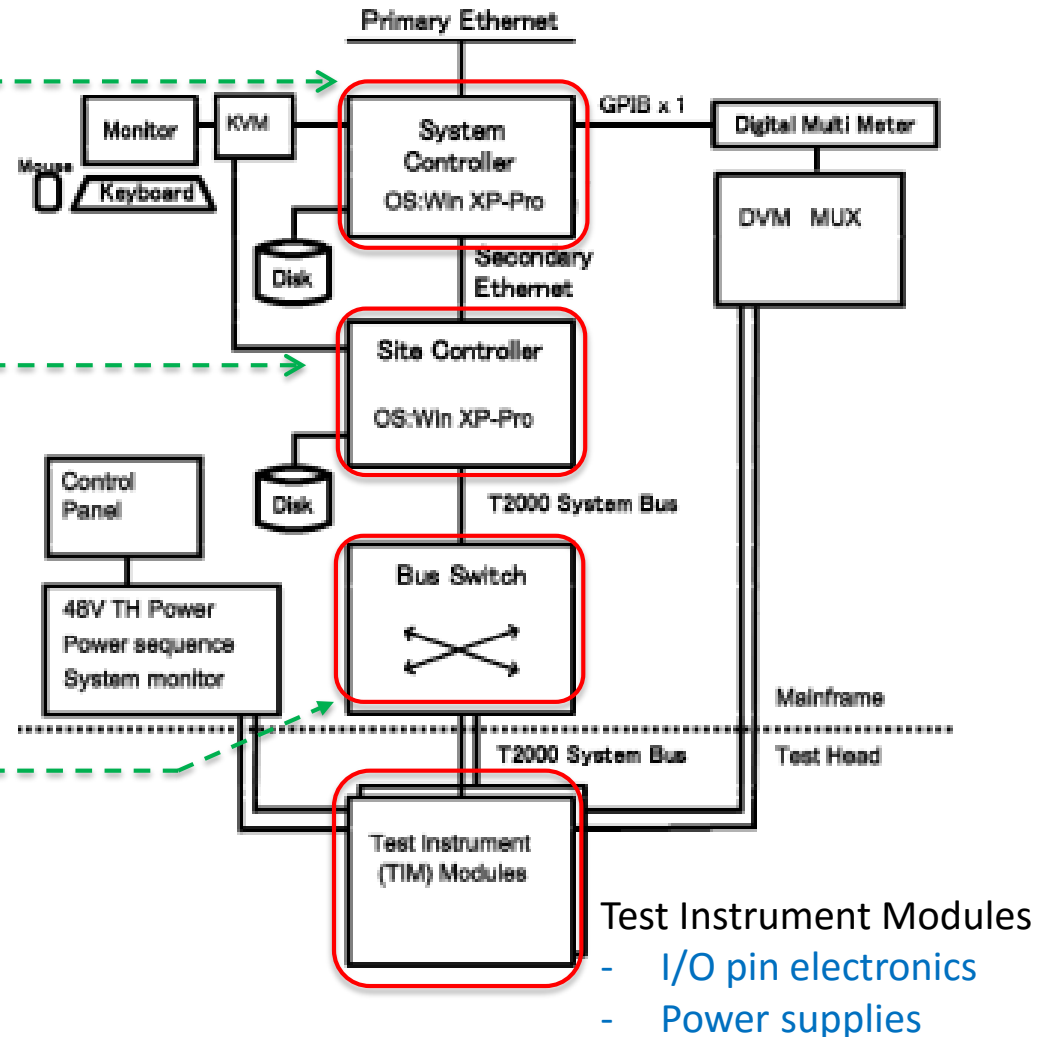 Primary Ethernet
GPIB x 1
Monitor
KVM
System
Controller
OS:Win XP-Pro
Digital Multi Meter
Mouse
Keyboard
DVM MUX
Disk
Secondary
Ethernet
Site Controller
OS:Win XP-Pro
Control
Panel
Disk
T2000 System Bus
Bus Switch
48V TH Power
Power sequence
System monitor
Mainframe
T2000 System Bus
Test Head
Test Instrument
(TIM) Modules
Test Instrument Modules
- I/O pin electronics
- Power supplies